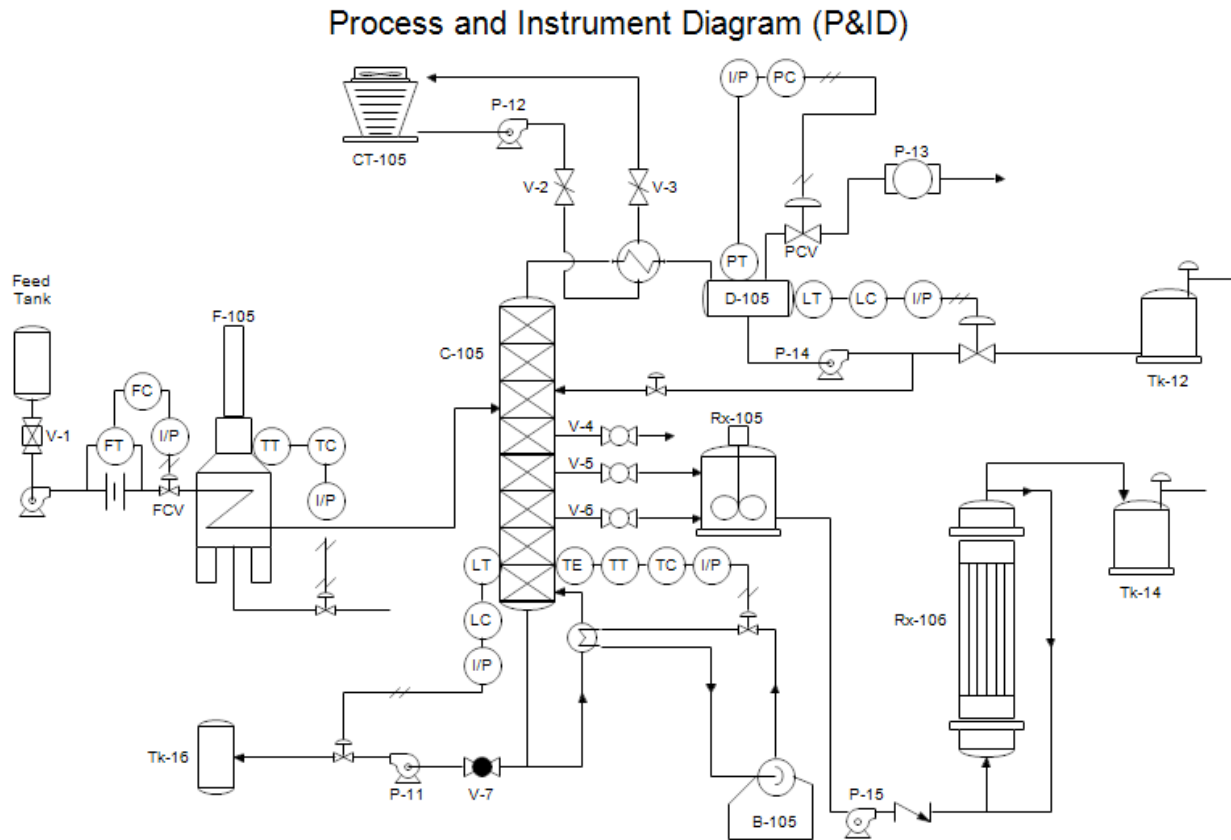 Process and Instrument Diagram (P&ID)
I/P
PC
P-12
CT-105
P-13
V-2
V-3
PCV
PT
Feed
Tank
D-105
LT
LC
I/P
F-105
C-105
P-14
Tk-12
FC
V-1
FT
I/P
TT
TC
V-4
Rx-105
V-5
I/P
FCV
V-6
LT
TE
TT
TC
I/P
Tk-14
LC
Rx-106
I/P
Tk-16
P-11
V-7
B-105
P-15